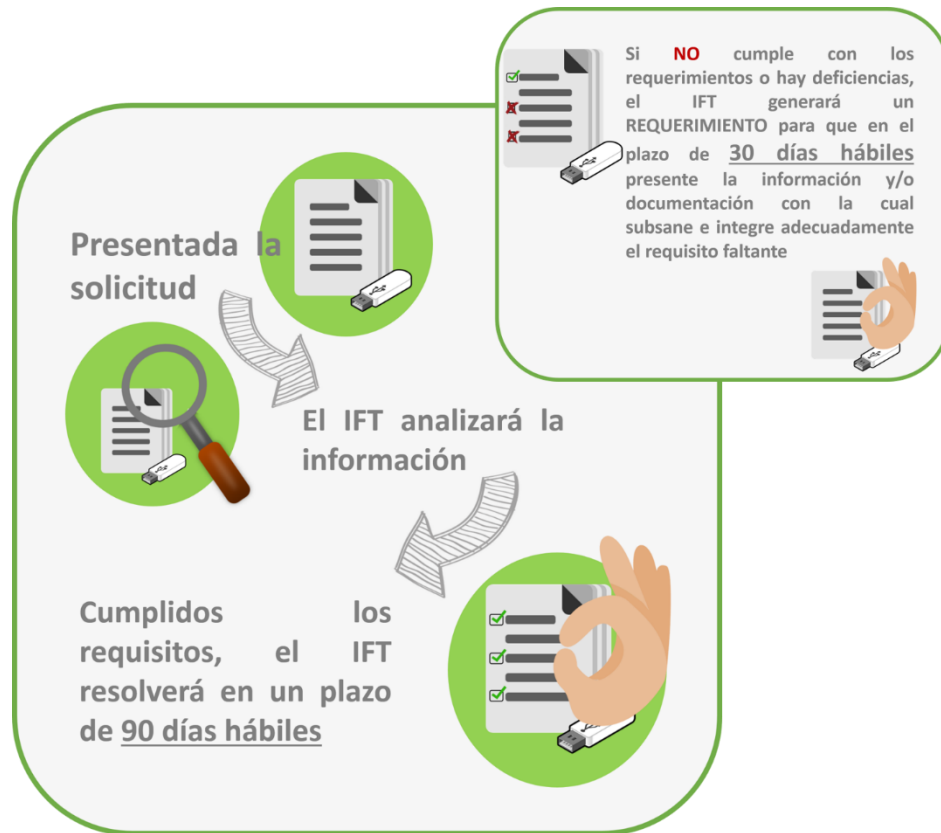 Presentada la
solicitud
El IFT analizará la
información
Cumplidos los
requisitos, el IFT
resolverá en un plazo
de 90 días hábiles
Si NO cumple con los
requerimientos o hay deficiencias,
el IFT generará un
REQUERIMIENTO para que en el
plazo de 30 días hábiles
presente la información y/o
documentación con la cual
subsane e integre adecuadamente
el requisito faltante